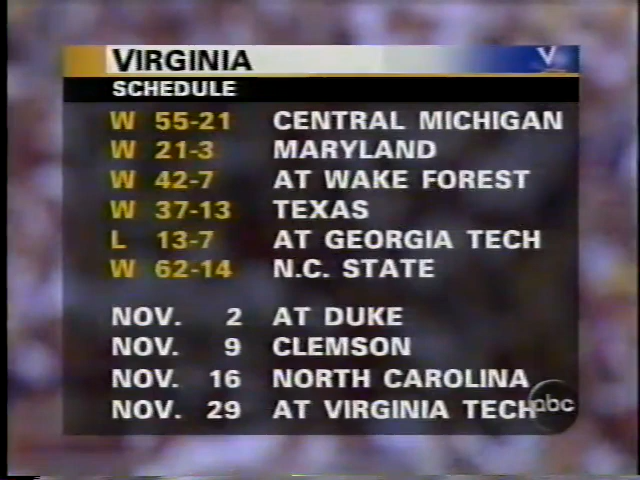 VIRGINIA
V
SCHEDULE
W 55-21 CENTRAL MICHIGAN
W 21-3 MARYLAND
W 42-7 AT WAKE FOREST
W 37-13 TEXAS
L 13-7 AT GEORGIA TECH
W 62-14 N.C. STATE
NOV. 2 AT DUKE
NOV. 9 CLEMSON
NOV. 16 NORTH CAROLINA
NOV. 29 AT VIRGINIA TECH
abc